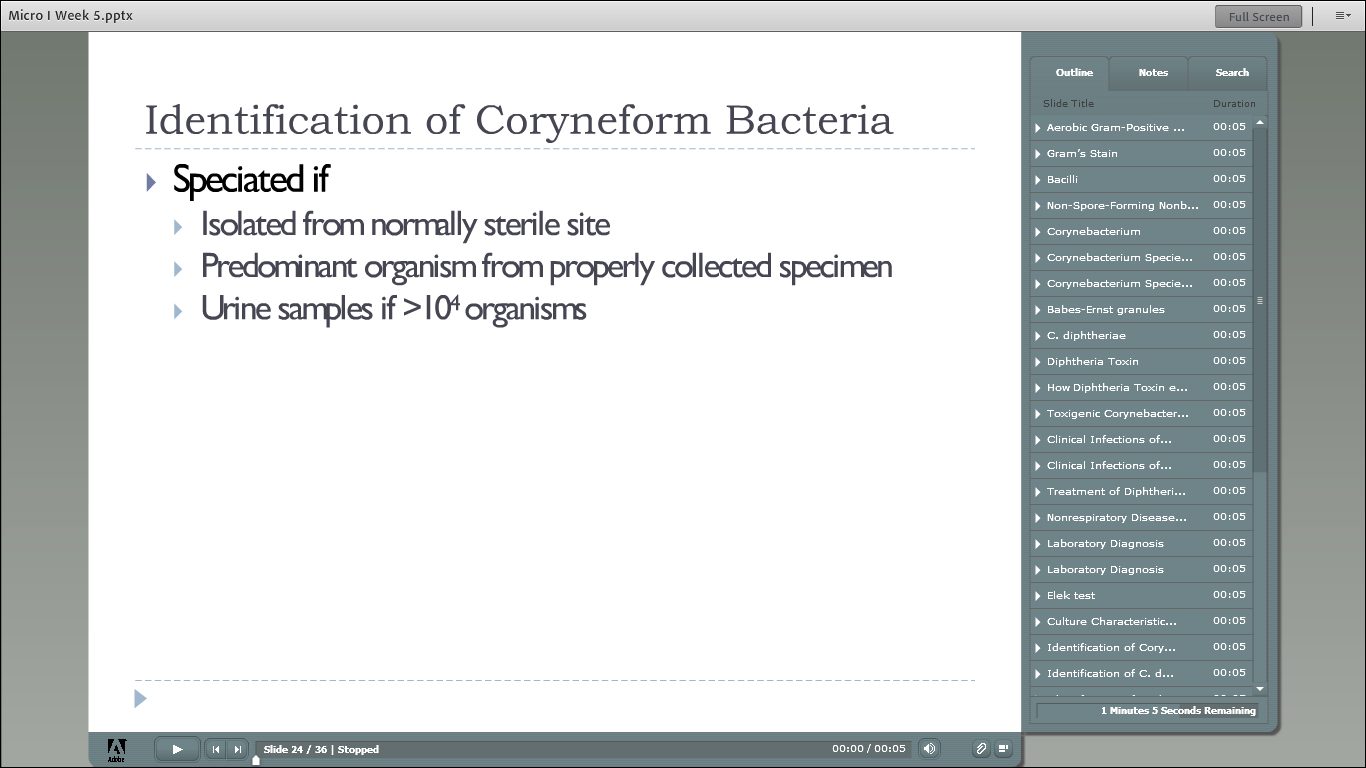 Micro I Week 5.pptx
Full Screen
Identification of Coryneform Bacteria
Speciated if
Isolated from normally sterile site
Predominant organism from properly collected specimen
Urine samples if >10⁴ organisms
Outline Notes Search
Slide Title Duration
Aerobic Gram-Positive ... 00:05
Gram's Stain 00:05
Bacilli 00:05
Non-Spore-Forming Nonb... 00:05
Corynebacterium 00:05
Corynebacterium Specie... 00:05
Corynebacterium Specie... 00:05
Babes-Ernst granules 00:05
C. diphtheriae 00:05
Diphtheria Toxin 00:05
How Diphtheria Toxin e... 00:05
Toxigenic Corynebacter... 00:05
Clinical Infections of... 00:05
Clinical Infections of... 00:05
Treatment of Diphtheri... 00:05
Nonrespiratory Disease... 00:05
Laboratory Diagnosis 00:05
Laboratory Diagnosis 00:05
Elek test 00:05
Culture Characteristic... 00:05
Identification of Cory... 00:05
Identification of C. d... 00:05
1 Minutes 5 Seconds Remaining
Adobe
Slide 24 / 36 | Stopped 00:00 / 00:05